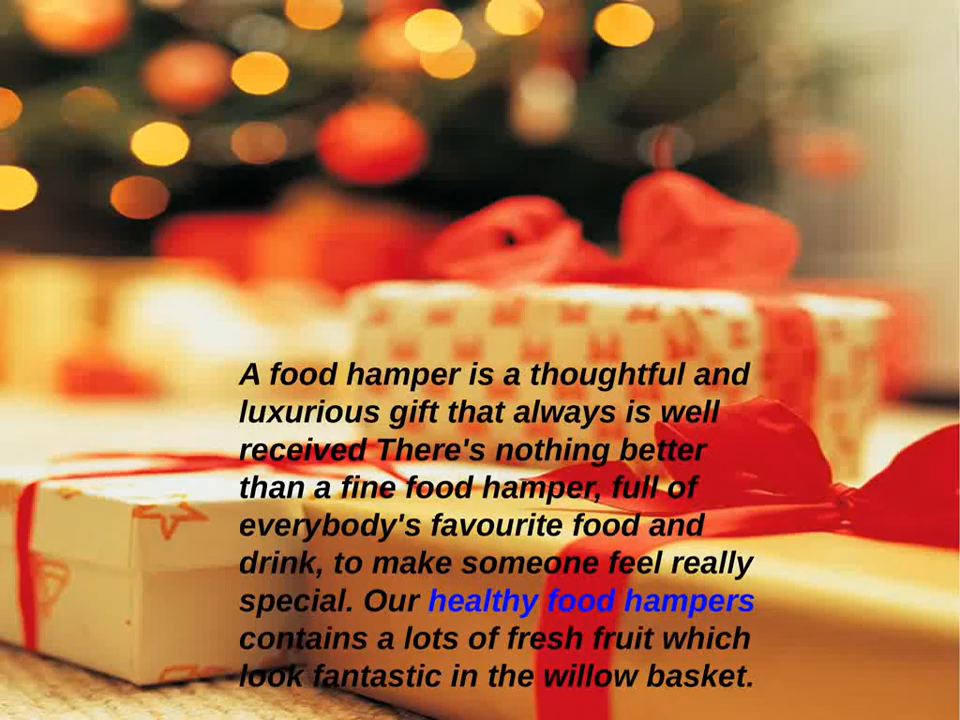 A food hamper is a thoughtful and
luxurious gift that always is well
received There's nothing better
than a fine food hamper, full of
everybody's favourite food and
drink, to make someone feel really
special. Our healthy food hampers
contains a lots of fresh fruit which
look fantastic in the willow basket.